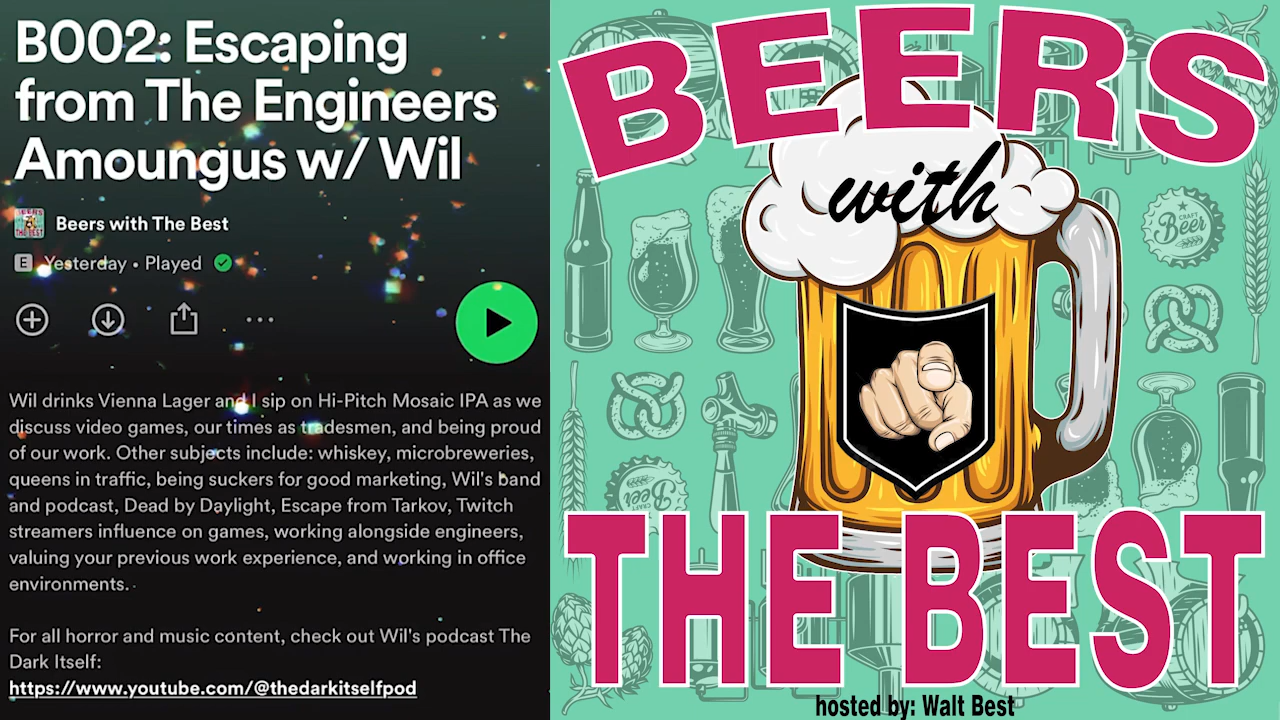 B002: Escaping
from The Engineers
Amoungus w/ Wil
Beers with The Best
E Yesterday • Played
Wil drinks Vienna Lager and I sip on Hi-Pitch Mosaic IPA as we
discuss video games, our times as tradesmen, and being proud
of our work. Other subjects include: whiskey, microbreweries,
queens in traffic, being suckers for good marketing, Wil's band
and podcast, Dead by Daylight, Escape from Tarkov, Twitch
streamers influence on games, working alongside engineers,
valuing your previous work experience, and working in office
environments.
For all horror and music content, check out Wil's podcast The
Dark Itself:
https://www.youtube.com/@thedarkitselfpod
BEERS
with
THE BEST
hosted by: Walt Best
CRAFT
Beer
CRAFT
Beer